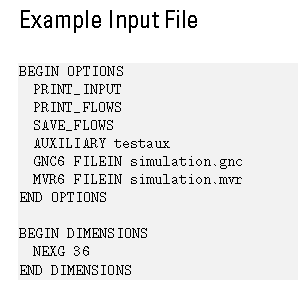 Example Input File
BEGIN OPTIONS
  PRINT_INPUT
  PRINT_FLOWS
  SAVE_FLOWS
  AUXILIARY testaux
  GNC6 FILEIN simulation.gnc
  MVR6 FILEIN simulation.mvr
END OPTIONS

BEGIN DIMENSIONS
  NEXG 36
END DIMENSIONS